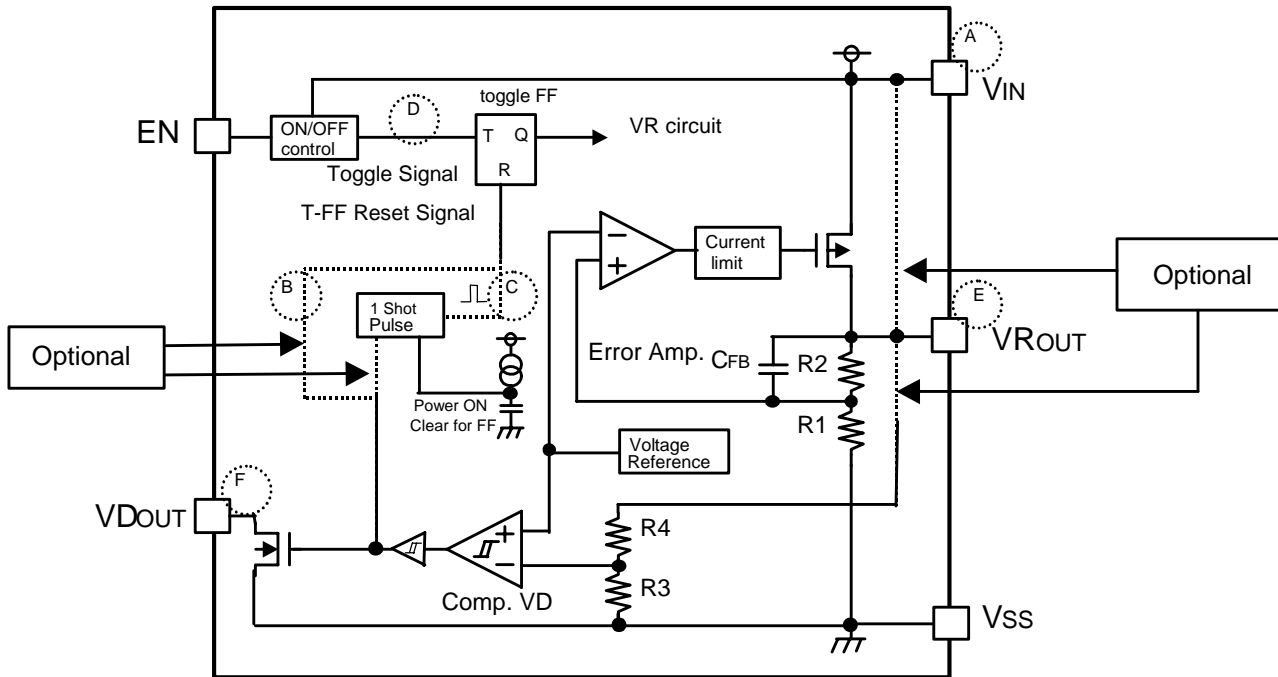 A
VIN
toggle FF
EN
ON/OFF
control
D
T
Q
R
VR circuit
Toggle Signal
T-FF Reset Signal
−
+
Current
limit
Optional
B
C
E
1 Shot
Pulse
VROUT
Optional
Error Amp.
CFB
R2
Power ON
Clear for FF
R1
Voltage
Reference
F
VDOUT
+
−
R4
R3
Comp. VD
VSS